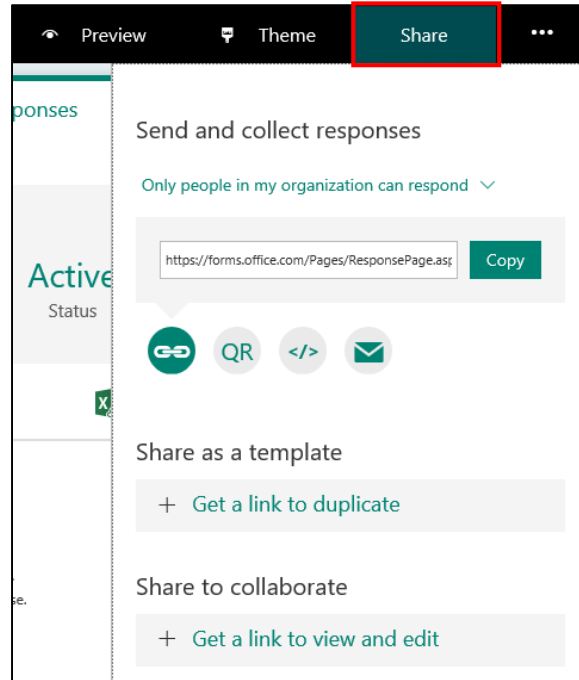 Preview Theme Share •••
ponses
Send and collect responses
Only people in my organization can respond
https://forms.office.com/Pages/ResponsePage.asp Copy
Active
Status
QR </>
Share as a template
+ Get a link to duplicate
Share to collaborate
se.
+ Get a link to view and edit